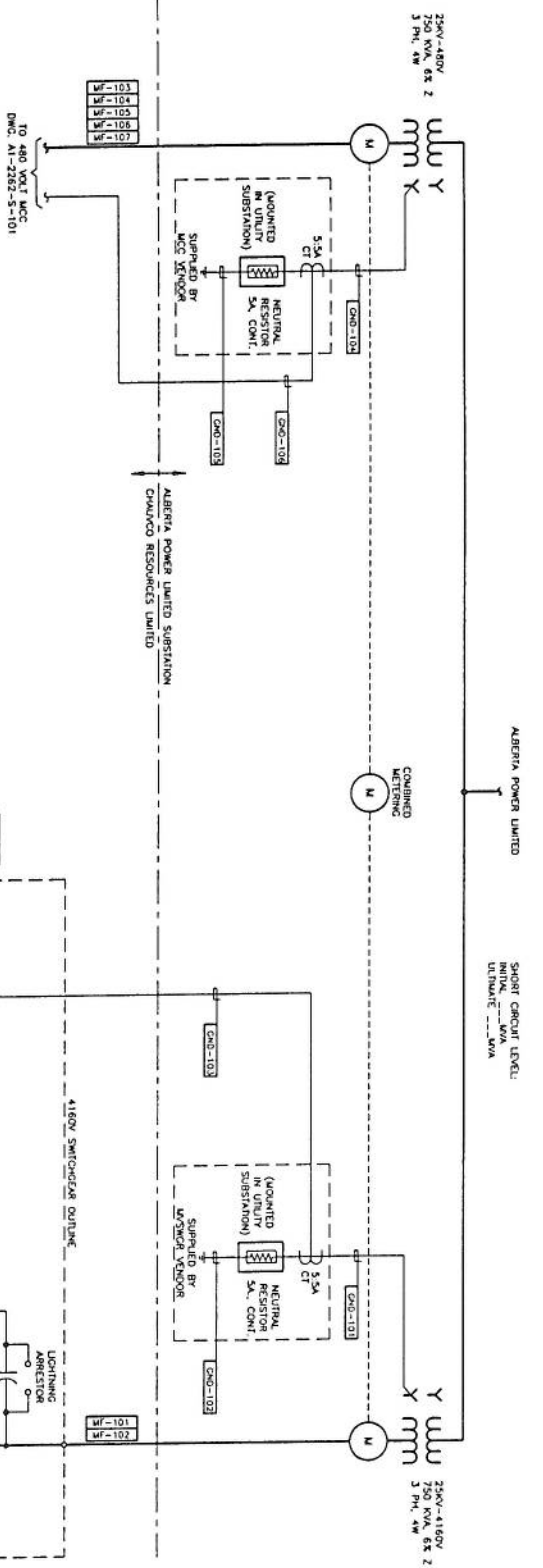 ALBERTA POWER LIMITED
SHORT CIRCUIT LEVEL:
INITIAL ___MVA
ULTIMATE ___MVA
25KV-480V
750 KVA, 6% Z
3 PH, 4W
M
COMBINED
METERING
M
25KV-4160V
750 KVA, 6% Z
3 PH, 4W
M
GND-104
5:5A
CT
(MOUNTED
IN UTILITY
SUBSTATION)
NEUTRAL
RESISTOR
5A, CONT.
SUPPLIED BY
MCC VENDOR
GND-106
GND-105
GND-101
5:5A
CT
(MOUNTED
IN UTILITY
SUBSTATION)
NEUTRAL
RESISTOR
5A., CONT.
SUPPLIED BY
MVSWGR VENDOR
GND-103
GND-102
ALBERTA POWER LIMITED SUBSTATION
CHAUVCO RESOURCES LIMITED
MF-103
MF-104
MF-105
MF-106
MF-107
TO 480 VOLT MCC
DWG. A1-2262-S-101
MF-101
MF-102
4160V SWITCHGEAR OUTLINE
LIGHTNING
ARRESTOR